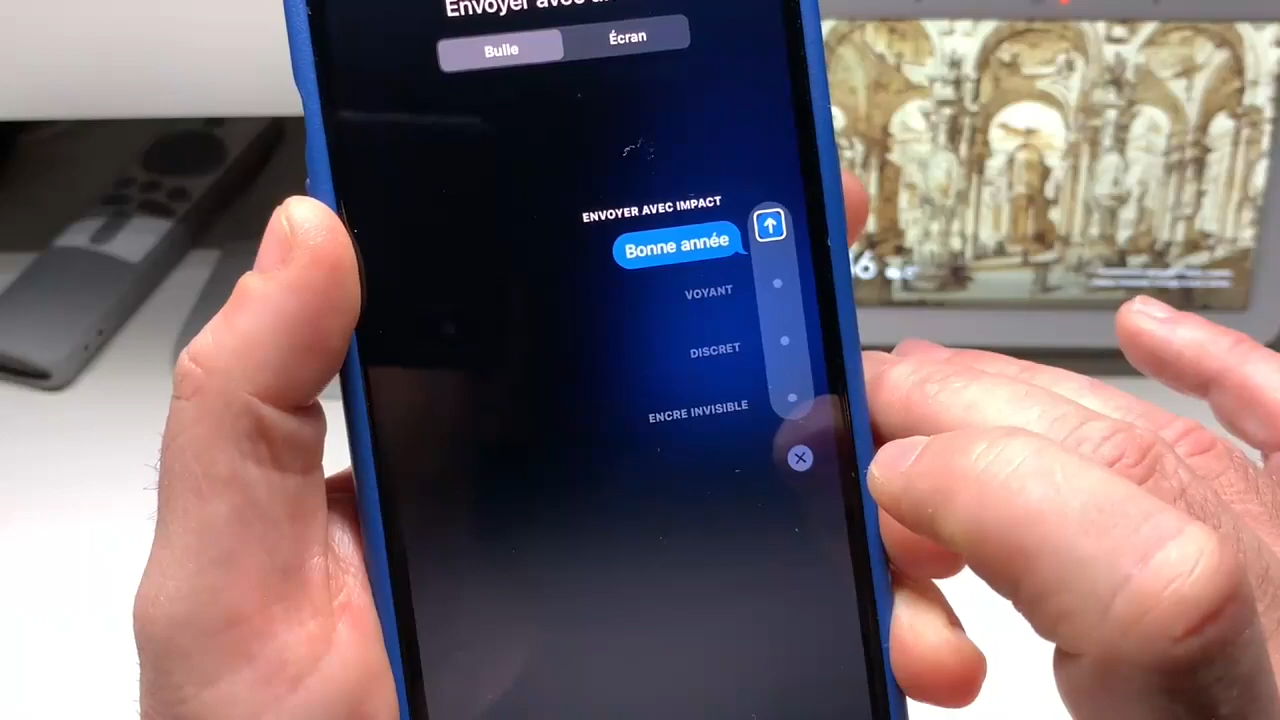 Envoyer avec
Bulle
Écran
ENVOYER AVEC IMPACT
Bonne année
VOYANT
DISCRET
ENCRE INVISIBLE